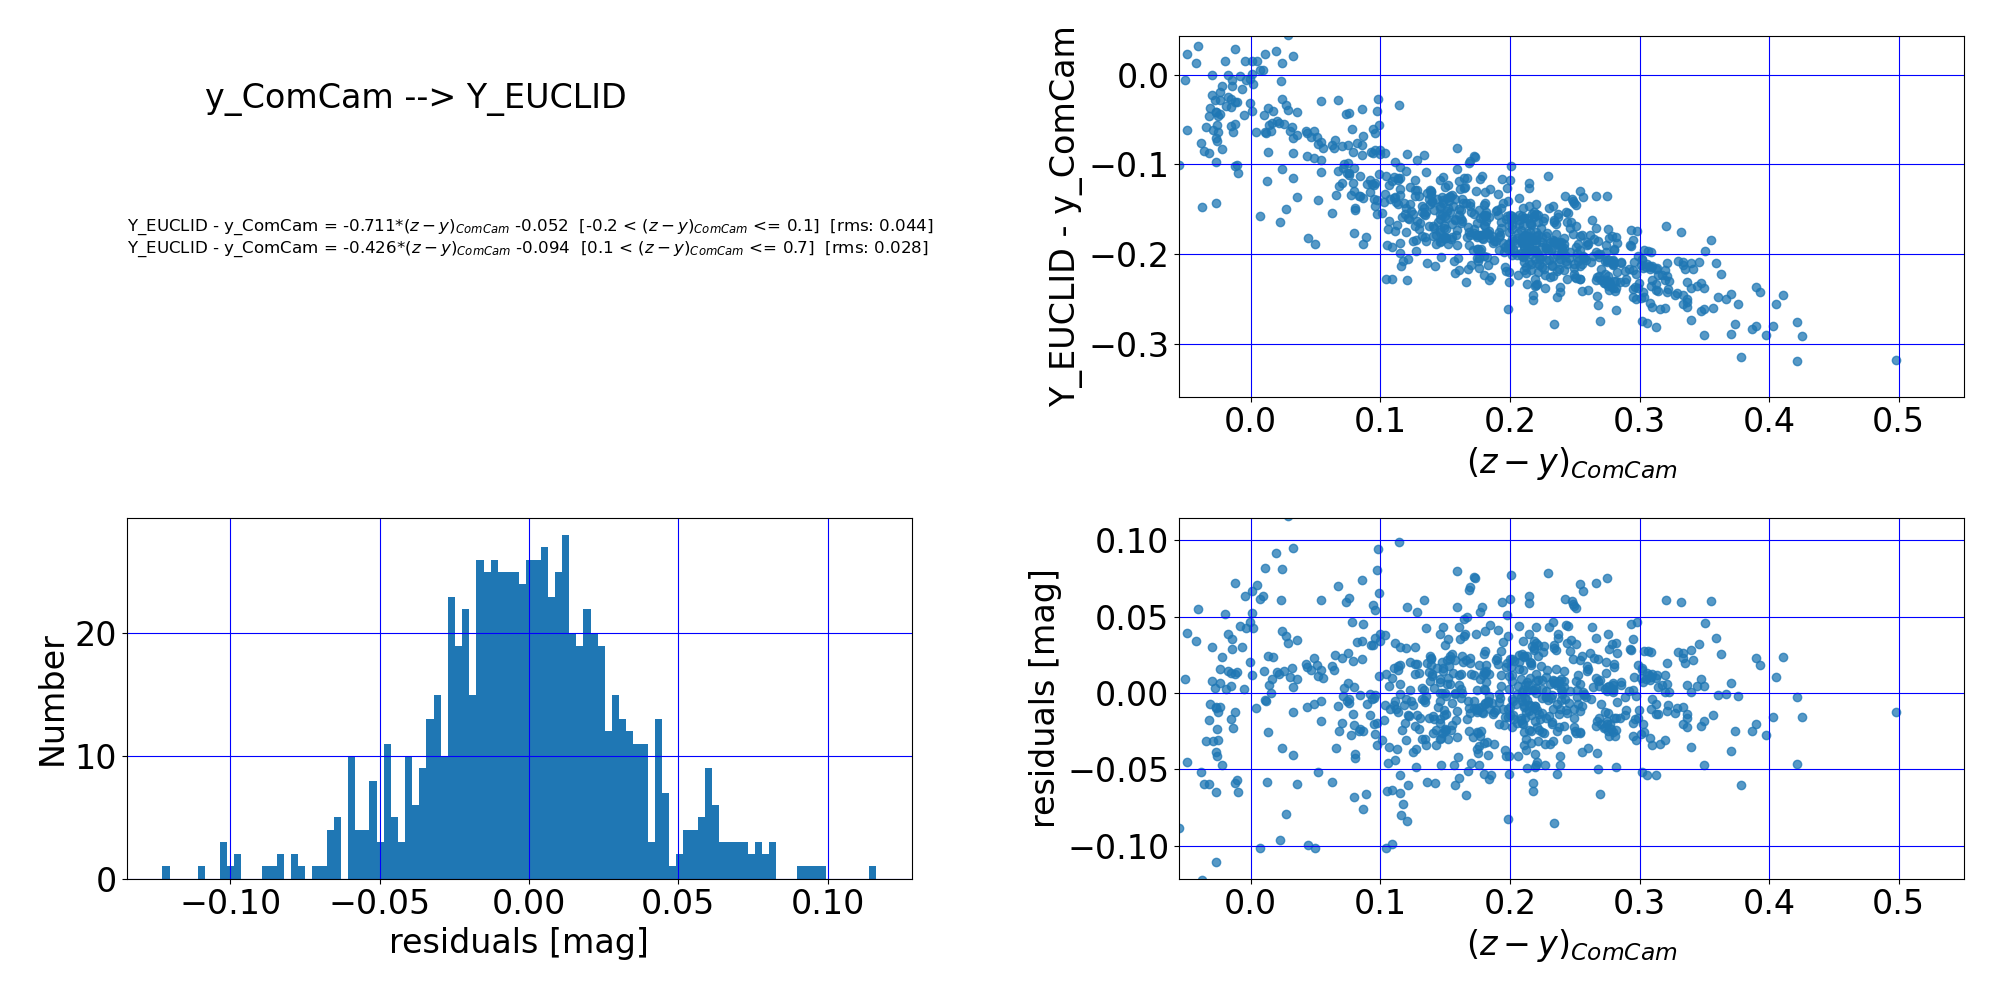 y_ComCam --> Y_EUCLID
Y_EUCLID - y_ComCam = -0.711*(z − y)ComCam -0.052 [-0.2 < (z − y)ComCam <= 0.1] [rms: 0.044]
Y_EUCLID - y_ComCam = -0.426*(z − y)ComCam -0.094 [0.1 < (z − y)ComCam <= 0.7] [rms: 0.028]
Y_EUCLID - y_ComCam
0.0
−0.1
−0.2
−0.3
0.0 0.1 0.2 0.3 0.4 0.5
(z − y)ComCam
Number
20
10
0
−0.10 −0.05 0.00 0.05 0.10
residuals [mag]
residuals [mag]
0.10
0.05
0.00
−0.05
−0.10
0.0 0.1 0.2 0.3 0.4 0.5
(z − y)ComCam